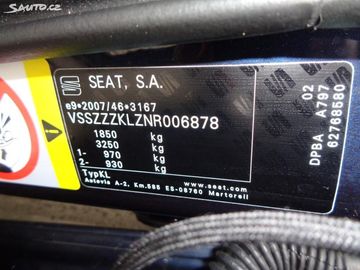 Sauto.cz
SEAT, S.A.
e9*2007/46*3167
VSSZZZKLZNR006878
1850 kg
3250 kg
1- 970 kg
2- 930 kg
TypKL
www.seat.com
Autovia A-2, Km.585 ES-08760 Martorell
DPBA A797 02
62768580